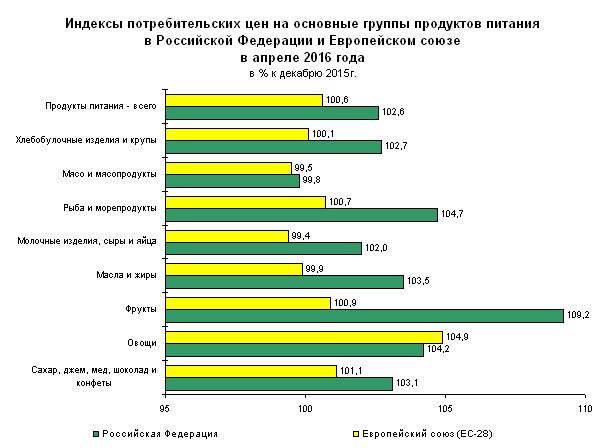 Индексы потребительских цен на основные группы продуктов питания
в Российской Федерации и Европейском союзе
в апреле 2016 года
в % к декабрю 2015г.
Продукты питания - всего
100,6
102,6
Хлебобулочные изделия и крупы
100,1
102,7
Мясо и мясопродукты
99,5
99,8
Рыба и морепродукты
100,7
104,7
Молочные изделия, сыры и яйца
99,4
102,0
Масла и жиры
99,9
103,5
Фрукты
100,9
109,2
Овощи
104,9
104,2
Сахар, джем, мед, шоколад и
конфеты
101,1
103,1
95 100 105 110
Российская Федерация Европейский союз (ЕС-28)